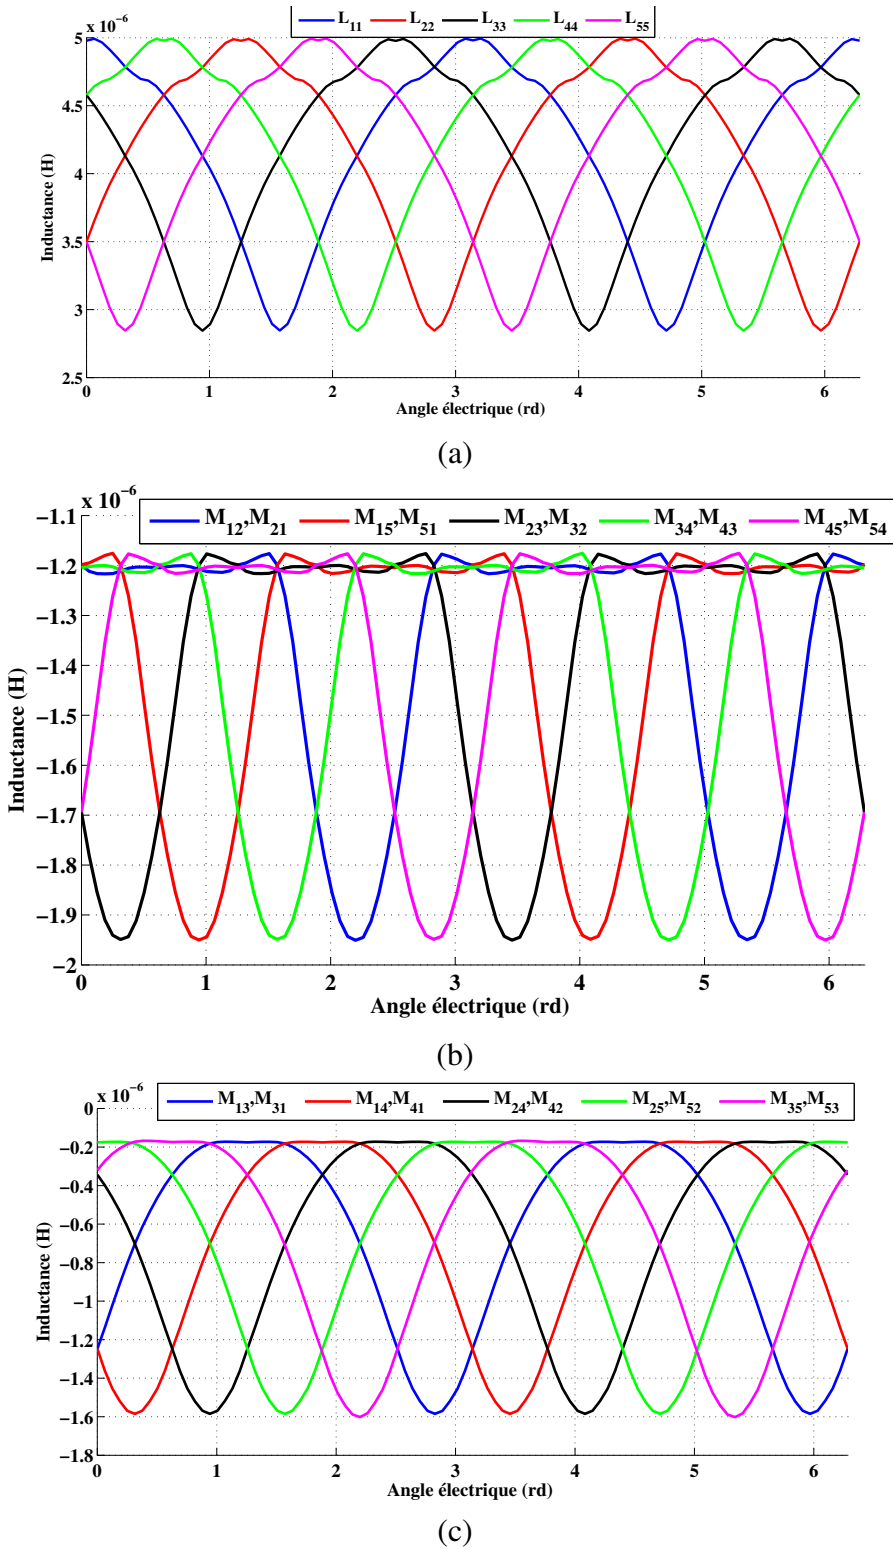 x 10⁻⁶
L₁₁ L₂₂ L₃₃ L₄₄ L₅₅
5
4.5
4
3.5
3
2.5
Inductance (H)
0 1 2 3 4 5 6
Angle électrique (rd)
(a)
x 10⁻⁶
M₁₂,M₂₁ M₁₅,M₅₁ M₂₃,M₃₂ M₃₄,M₄₃ M₄₅,M₅₄
−1.1
−1.2
−1.3
−1.4
−1.5
−1.6
−1.7
−1.8
−1.9
−2
Inductance (H)
0 1 2 3 4 5 6
Angle électrique (rd)
(b)
x 10⁻⁶
M₁₃,M₃₁ M₁₄,M₄₁ M₂₄,M₄₂ M₂₅,M₅₂ M₃₅,M₅₃
0
−0.2
−0.4
−0.6
−0.8
−1
−1.2
−1.4
−1.6
−1.8
Inductance (H)
0 1 2 3 4 5 6
Angle électrique (rd)
(c)